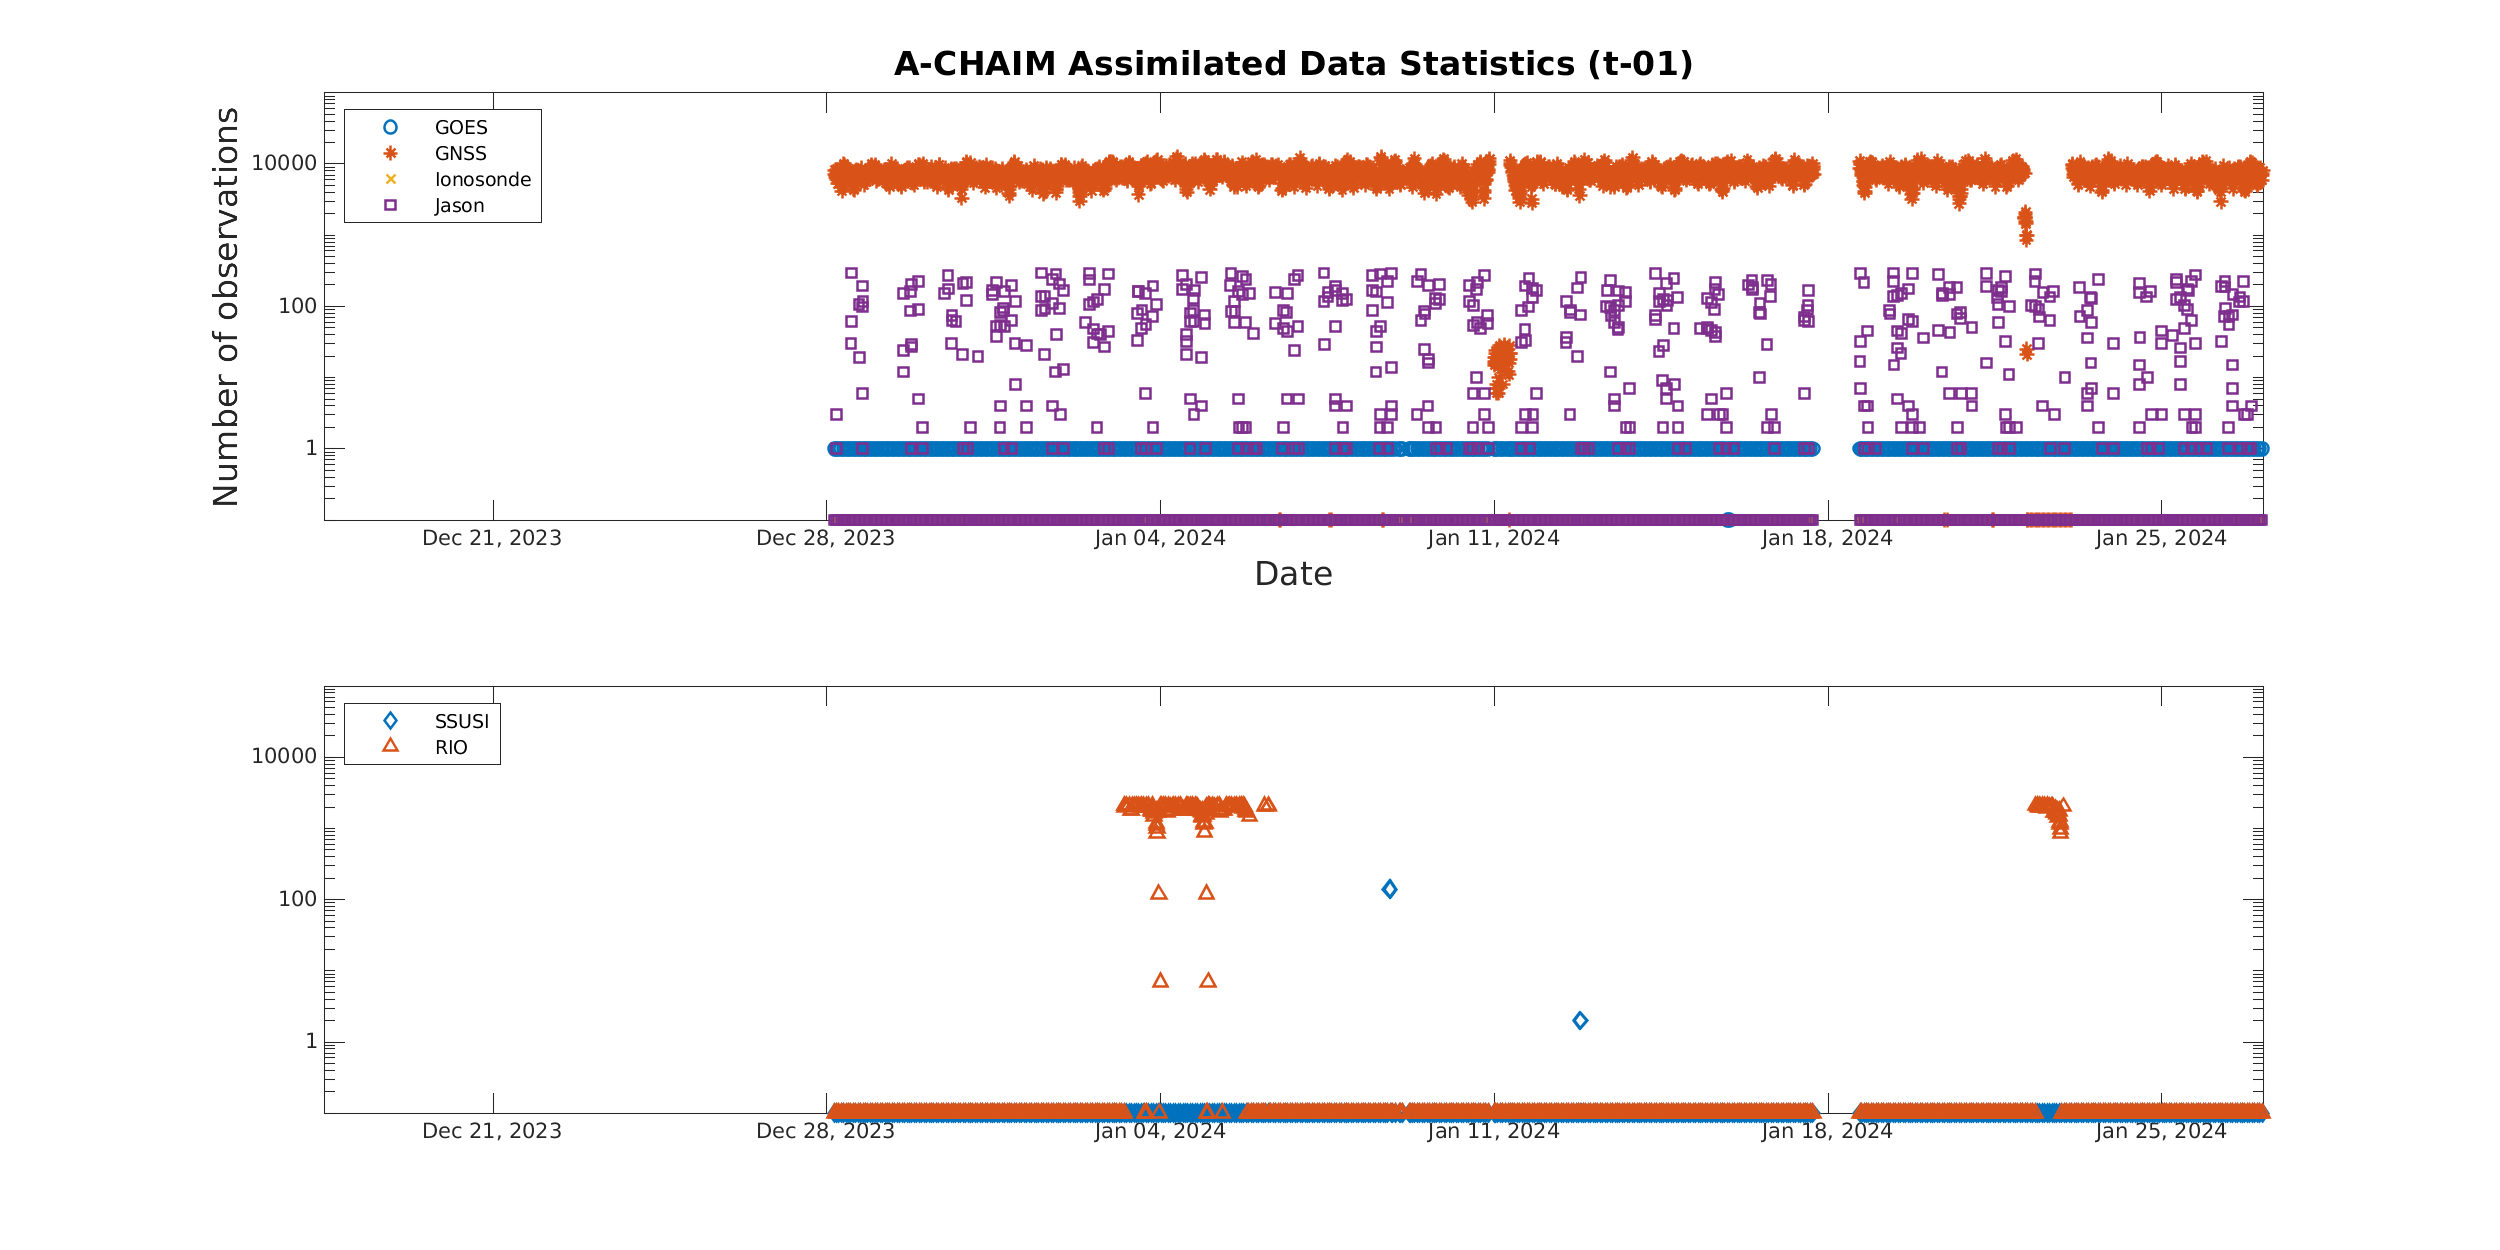 A-CHAIM Assimilated Data Statistics (t-01)
Number of observations
10000
100
1
GOES
GNSS
Ionosonde
Jason
Dec 21, 2023
Dec 28, 2023
Jan 04, 2024
Jan 11, 2024
Jan 18, 2024
Jan 25, 2024
Date
10000
100
1
SSUSI
RIO
Dec 21, 2023
Dec 28, 2023
Jan 04, 2024
Jan 11, 2024
Jan 18, 2024
Jan 25, 2024